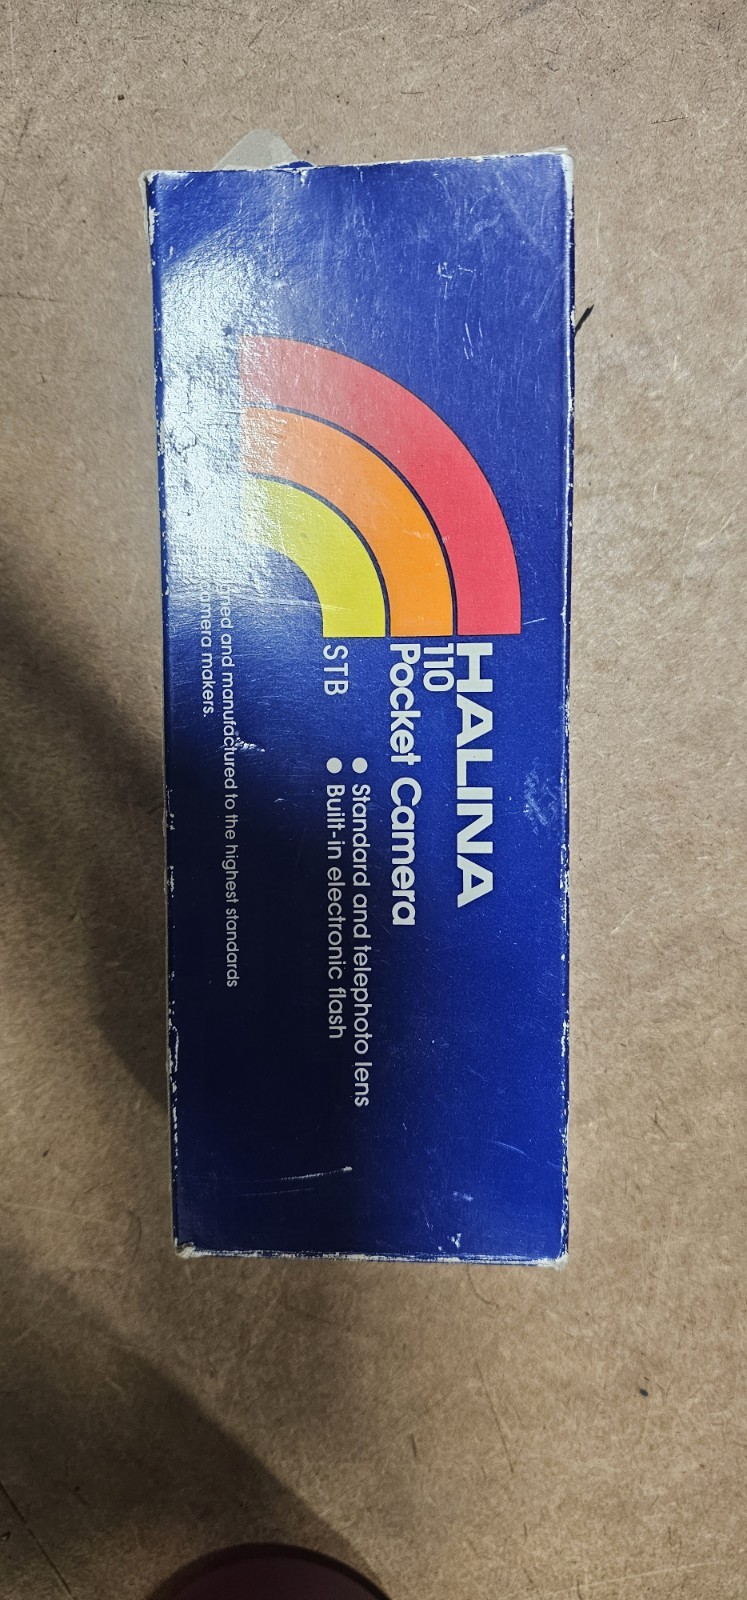 HALINA
110
Pocket Camera
STB
● Standard and telephoto lens
● Built-in electronic flash
and manufactured to the highest standards
camera makers.